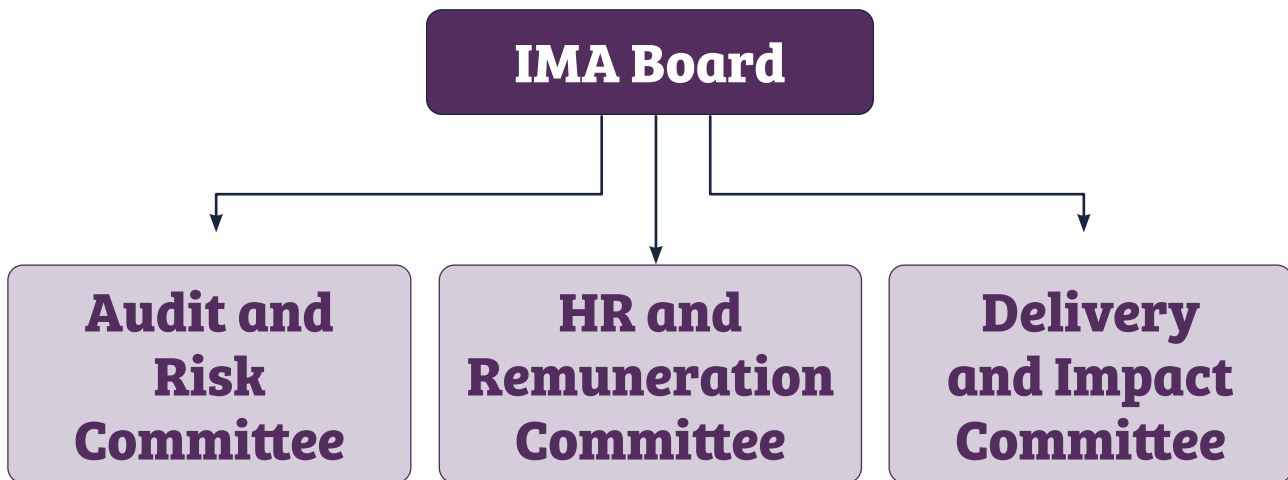 IMA Board
Audit and
Risk
Committee
HR and
Remuneration
Committee
Delivery
and Impact
Committee